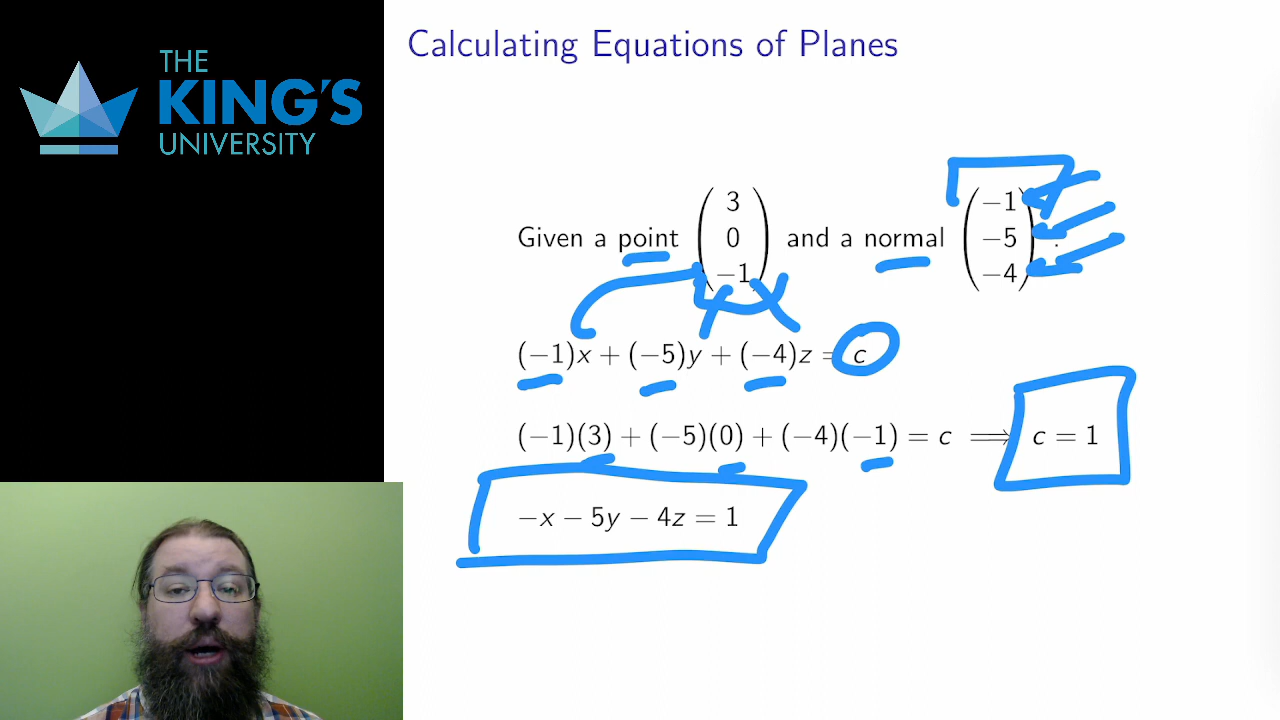 THE
KING'S
UNIVERSITY
Calculating Equations of Planes
Given a point (3 0 −1) and a normal (−1 −5 −4).
(−1)x + (−5)y + (−4)z = c
(−1)(3) + (−5)(0) + (−4)(−1) = c ⟹ c = 1
−x − 5y − 4z = 1